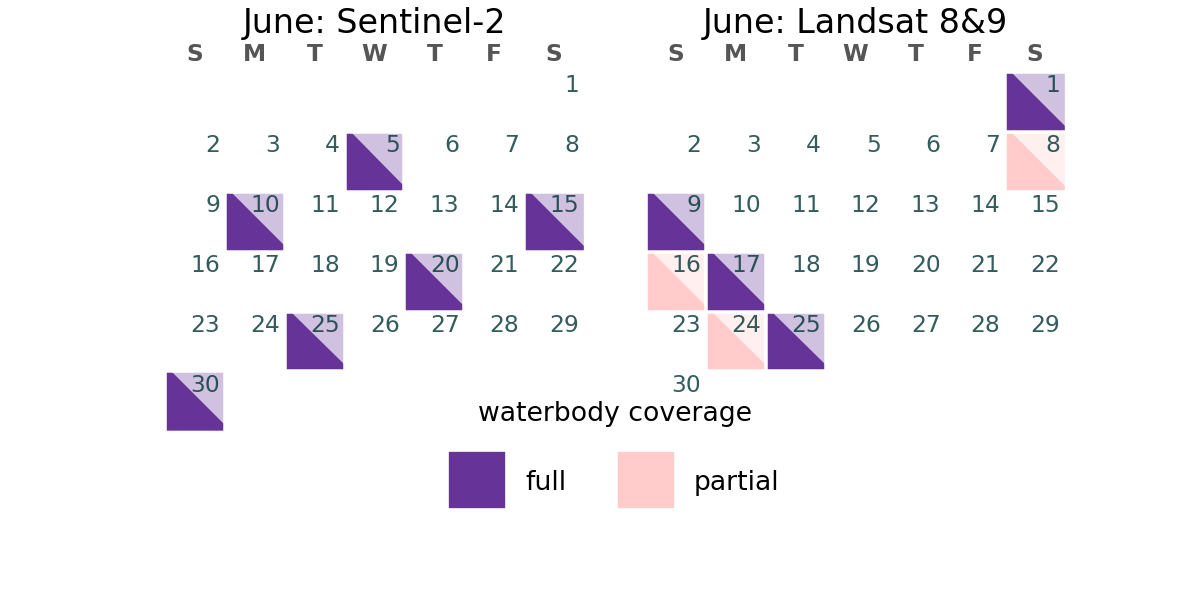 June: Sentinel-2
S M T W T F S
1
2 3 4 5 6 7 8
9 10 11 12 13 14 15
16 17 18 19 20 21 22
23 24 25 26 27 28 29
30
June: Landsat 8&9
S M T W T F S
1
2 3 4 5 6 7 8
9 10 11 12 13 14 15
16 17 18 19 20 21 22
23 24 25 26 27 28 29
30
waterbody coverage
full
partial